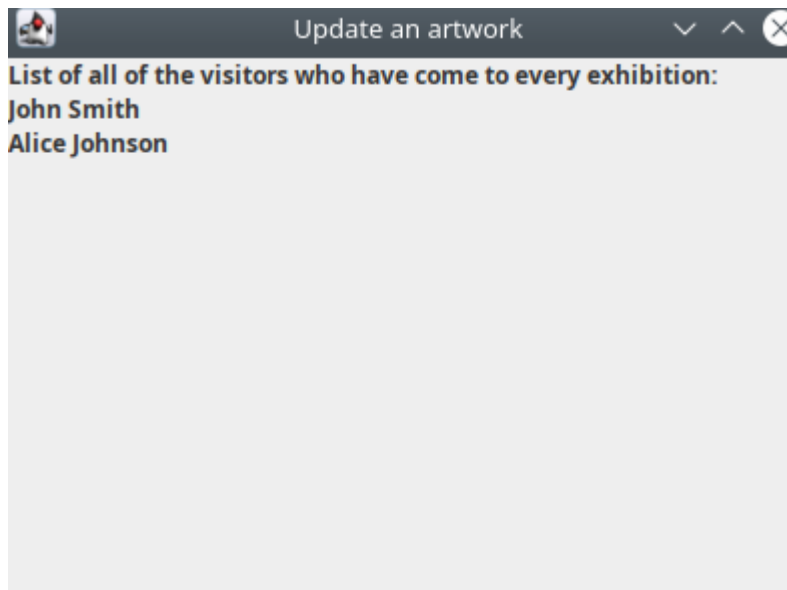 Update an artwork
List of all of the visitors who have come to every exhibition:
John Smith
Alice Johnson